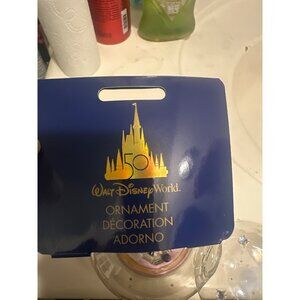 50
Walt Disney World
ORNAMENT
DECORATION
ADORNO